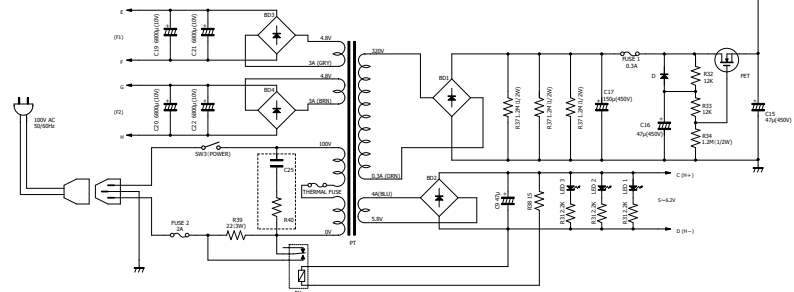 E
(F1)
F
C19 6800μ(10V)
C21 6800μ(10V)
BD3
4.8V
3A (GRY)
G
(F2)
H
C20 6800μ(10V)
C22 6800μ(10V)
BD4
4.8V
3A (BRN)
100V AC
50/60Hz
SW3(POWER)
100V
C25
THERMAL FUSE
R40
0V
FUSE 2
2A
R39
22(3W)
PT
320V
0.3A (ORN)
4A(BLU)
5.8V
BD1
BD2
R37 1.2M(1/2W)
R37 1.2M(1/2W)
R37 1.2M(1/2W)
C17
150μ(450V)
FUSE 1
0.3A
D
C16
47μ(450V)
R32
12K
R33
12K
R34
1.2M(1/2W)
FET
C15
47μ(450V)
C9 47μ
R38 15
LED 3
R31 2.2K
LED 2
R31 2.2K
LED 1
R31 2.2K
C (H+)
5~6.2V
D (H-)